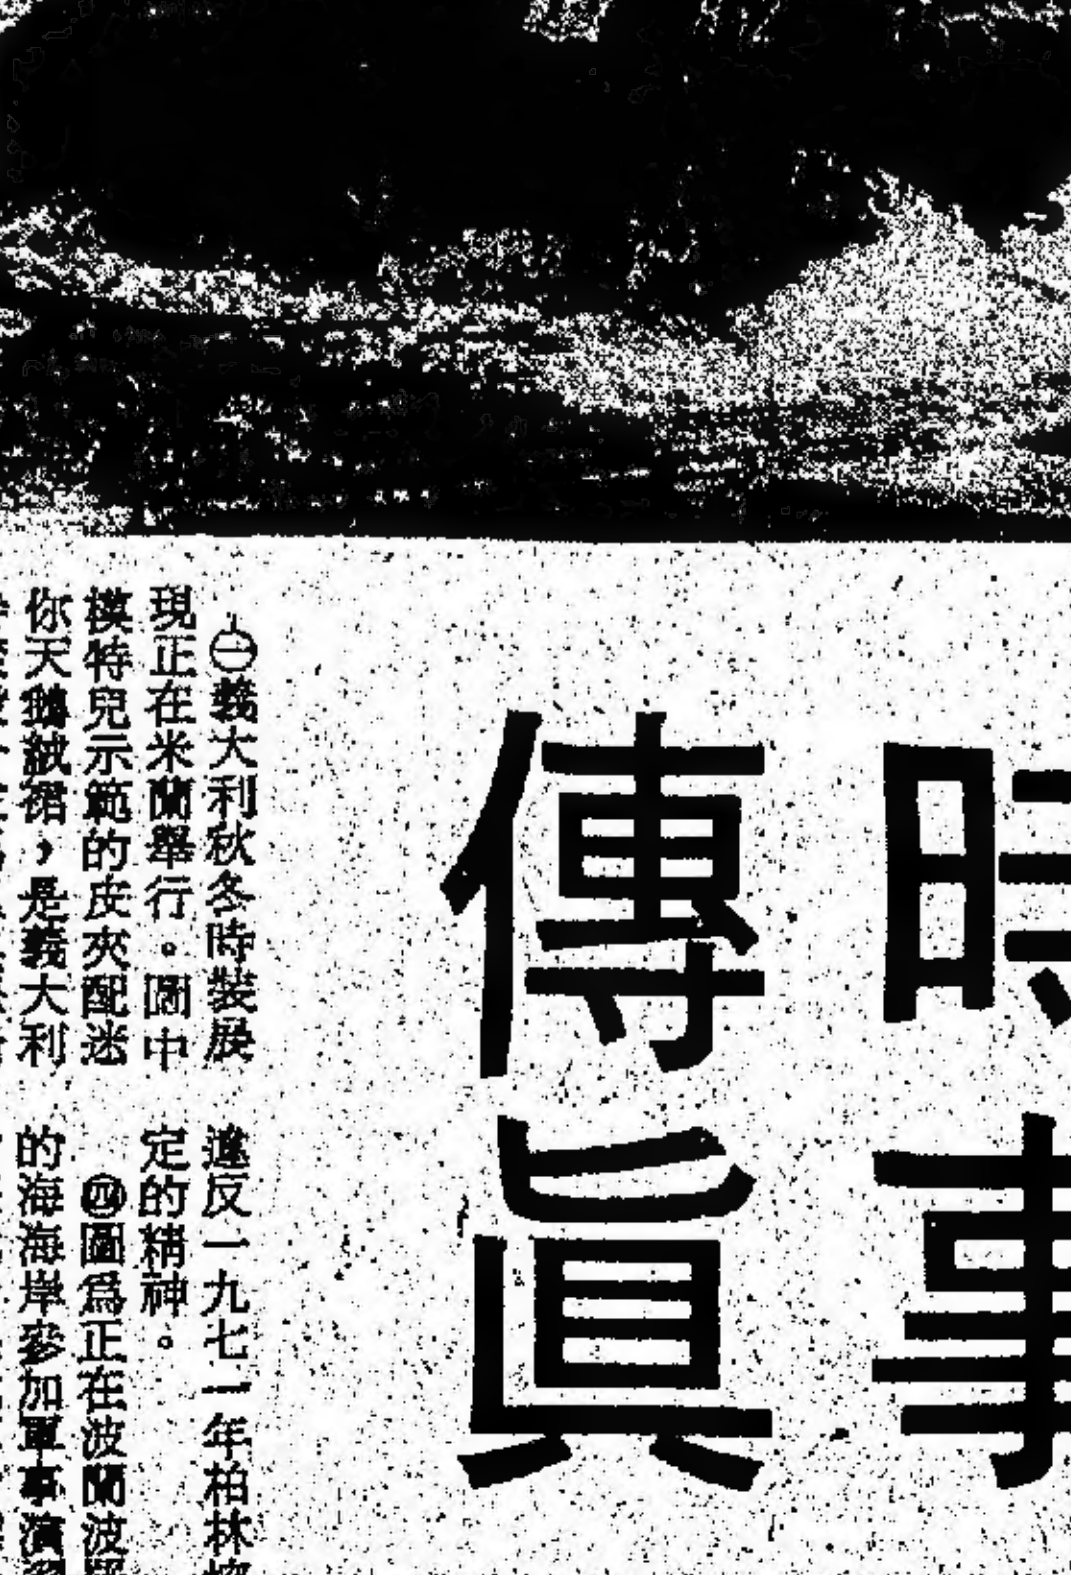 時事
傳眞
㊀義大利秋冬時裝展
現正在米蘭舉行。圖中
模特兒示範的皮夾配迷
你天鵝絨裙,是義大利
違反一九七一年柏林
定的精神。
㊃圖爲正在波蘭波
的海海岸參加軍事演